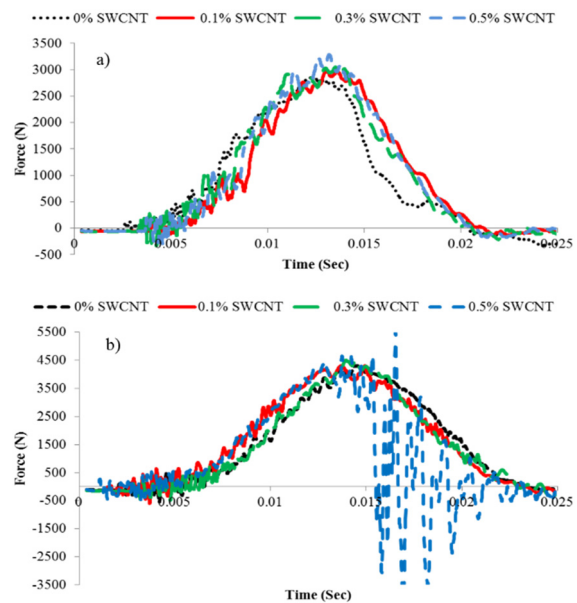 0% SWCNT 0.1% SWCNT 0.3% SWCNT 0.5% SWCNT
a)
3500
3000
2500
2000
1500
1000
500
0
-500
Force (N)
0 0.005 0.01 0.015 0.02 0.025
Time (Sec)
0% SWCNT 0.1% SWCNT 0.3% SWCNT 0.5% SWCNT
b)
5500
4500
3500
2500
1500
500
-500
-1500
-2500
-3500
Force (N)
0 0.005 0.01 0.015 0.02 0.025
Time (Sec)